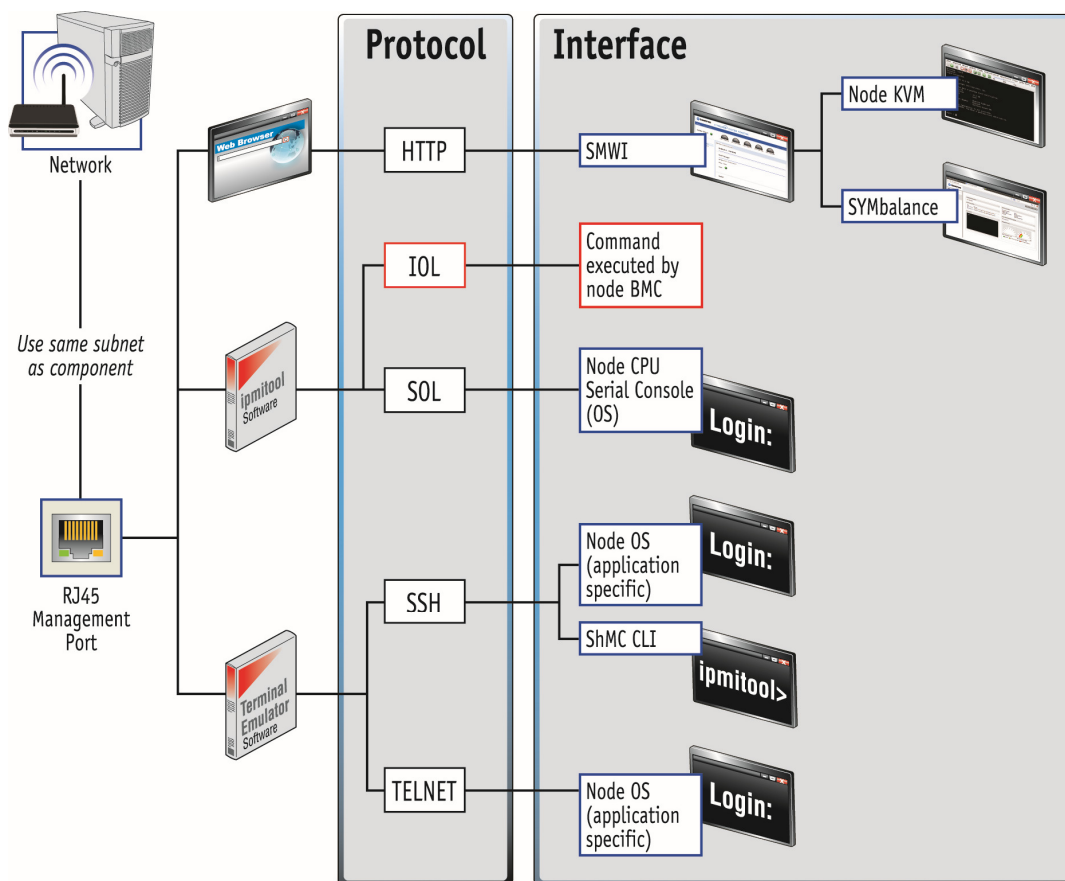 Protocol
Interface
Network
Use same subnet
as component
RJ45
Management
Port
Web Browser
GO
HTTP
SMWI
Node KVM
SYMbalance
IOL
Command
executed by
node BMC
ipmitool
Software
SOL
Node CPU
Serial Console
(OS)
Login:
Terminal
Emulator
Software
SSH
Node OS
(application
specific)
Login:
ShMC CLI
ipmitool>
TELNET
Node OS
(application
specific)
Login: